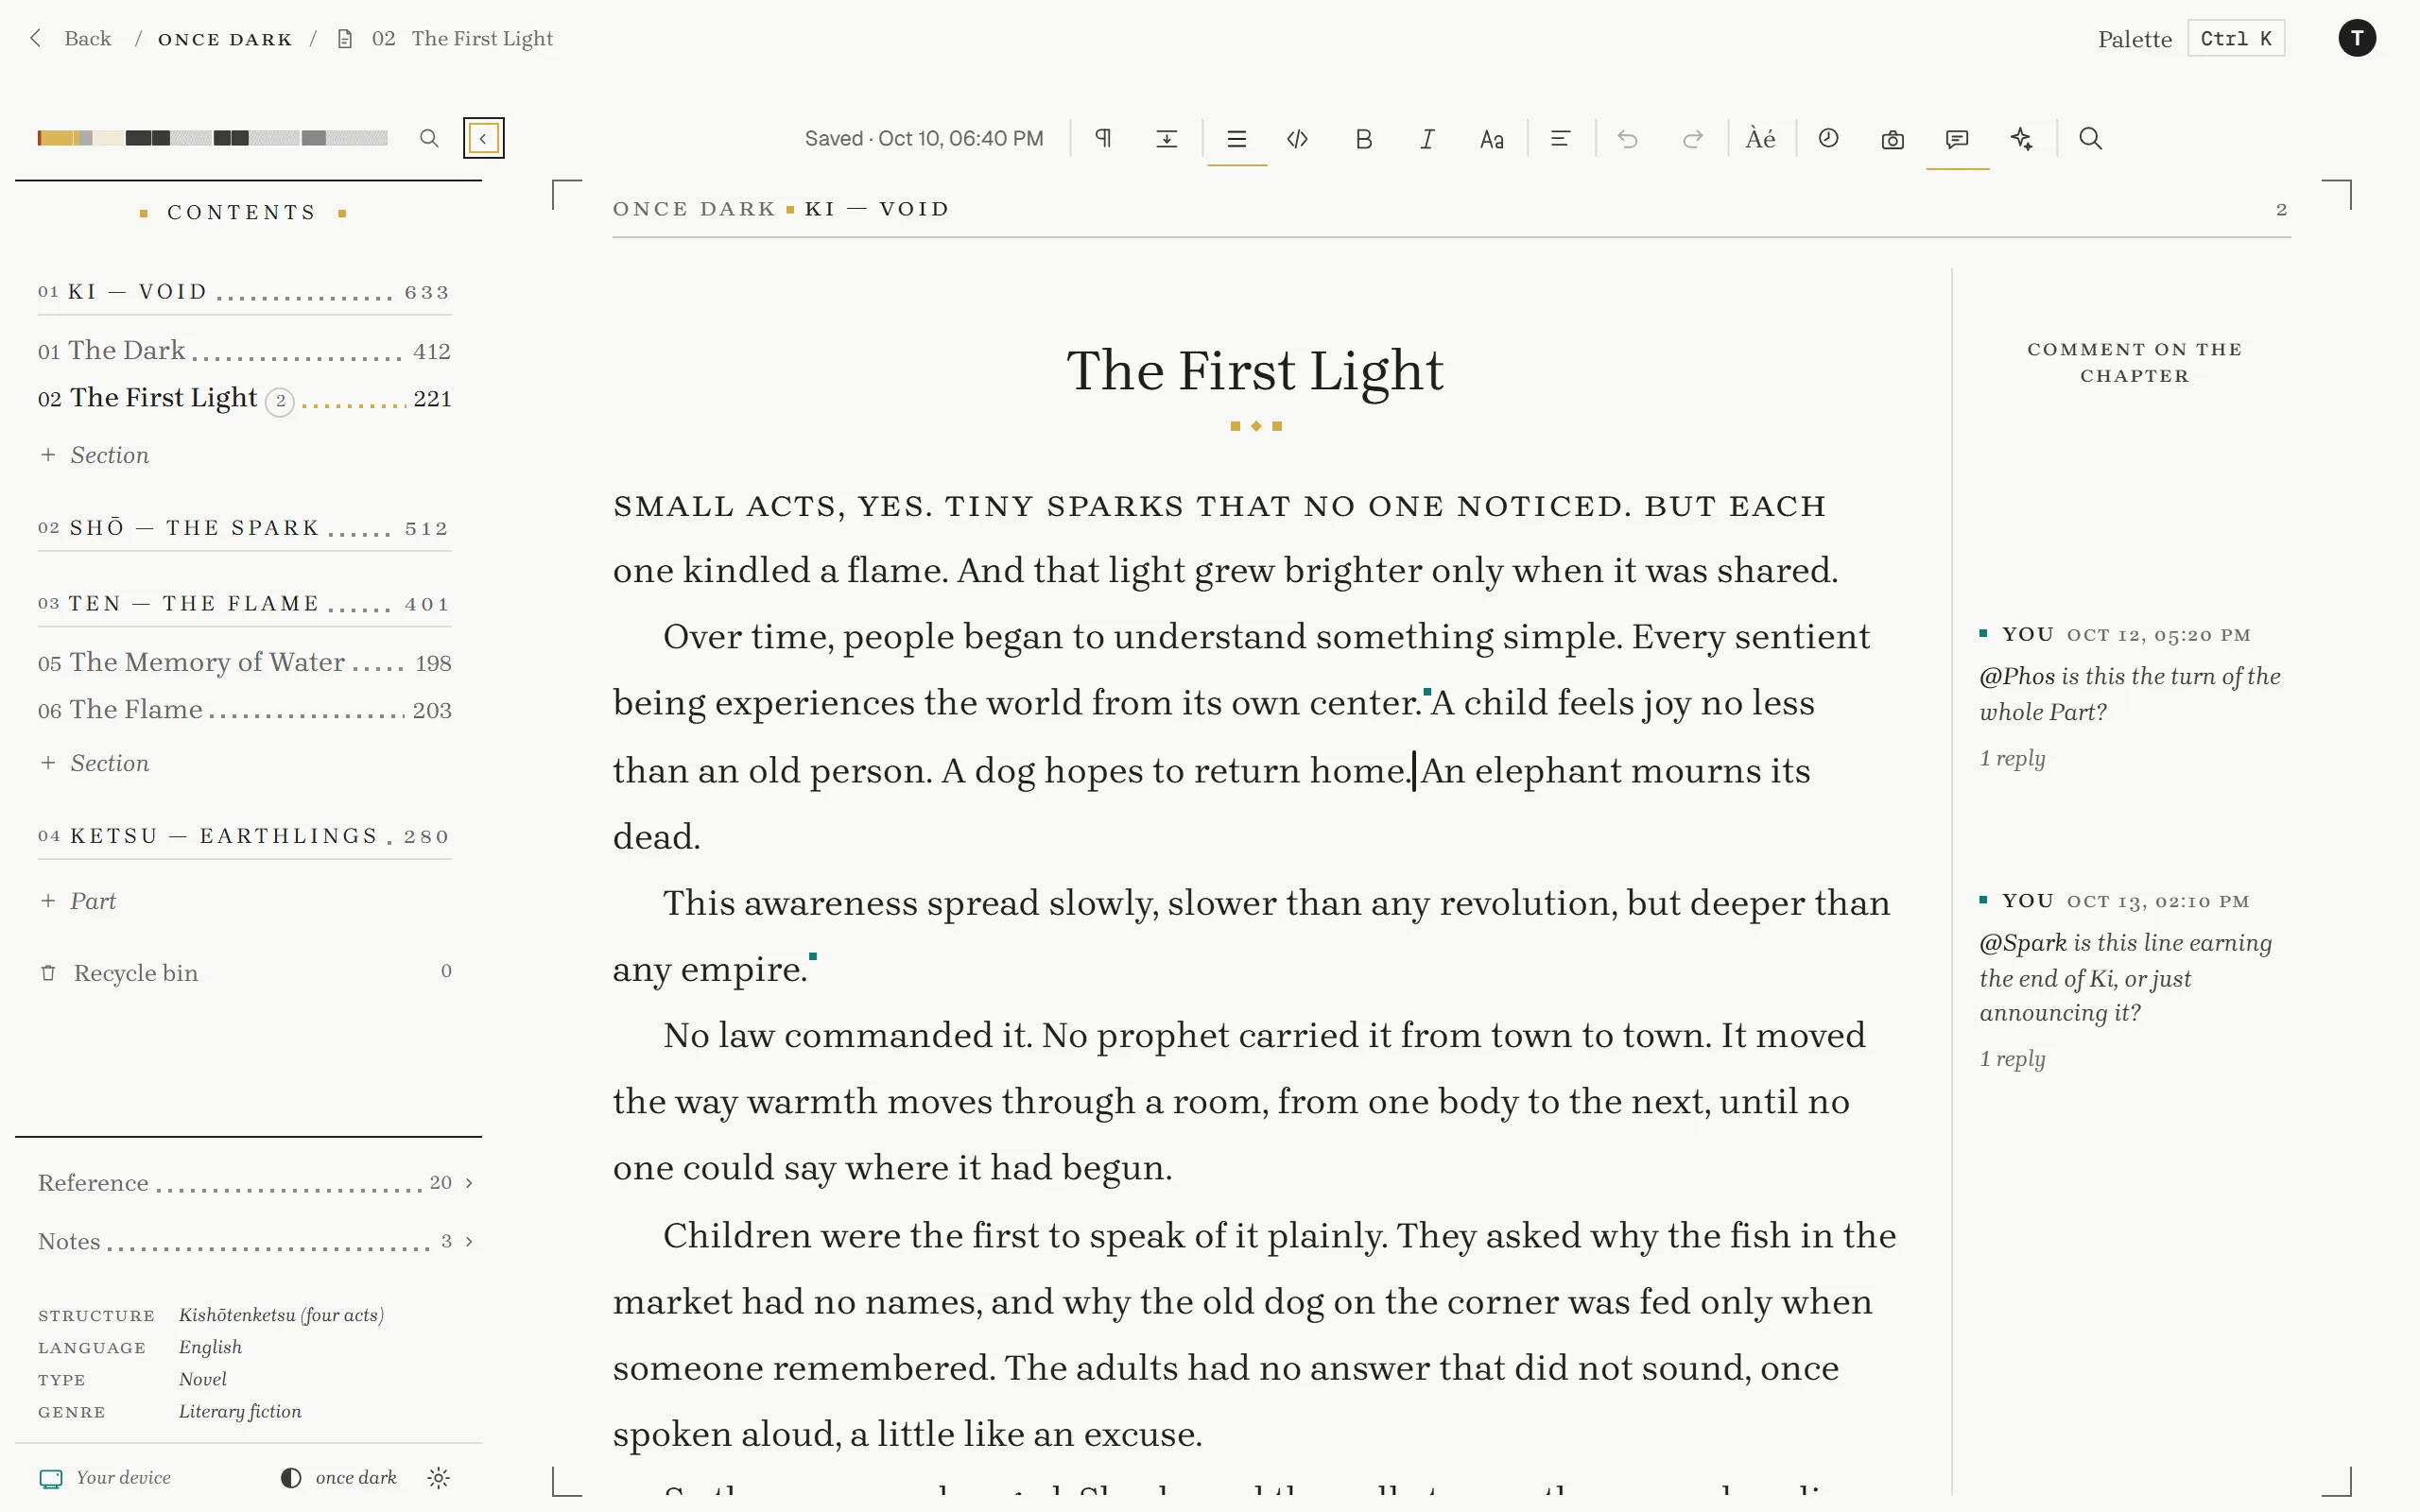 Back / ONCE DARK / 02 The First Light
Palette Ctrl K
T
Saved · Oct 10, 06:40 PM
B I Aa
Àé
CONTENTS
01 KI — VOID 633
01 The Dark 412
02 The First Light 2 221
+ Section
02 SHŌ — THE SPARK 512
03 TEN — THE FLAME 401
05 The Memory of Water 198
06 The Flame 203
+ Section
04 KETSU — EARTHLINGS 280
+ Part
Recycle bin 0
Reference 20
Notes 3
STRUCTURE Kishōtenketsu (four acts)
LANGUAGE English
TYPE Novel
GENRE Literary fiction
Your device
once dark
ONCE DARK KI — VOID 2
The First Light
SMALL ACTS, YES. TINY SPARKS THAT NO ONE NOTICED. BUT EACH
one kindled a flame. And that light grew brighter only when it was shared.
Over time, people began to understand something simple. Every sentient
being experiences the world from its own center. A child feels joy no less
than an old person. A dog hopes to return home. An elephant mourns its
dead.
This awareness spread slowly, slower than any revolution, but deeper than
any empire.
No law commanded it. No prophet carried it from town to town. It moved
the way warmth moves through a room, from one body to the next, until no
one could say where it had begun.
Children were the first to speak of it plainly. They asked why the fish in the
market had no names, and why the old dog on the corner was fed only when
someone remembered. The adults had no answer that did not sound, once
spoken aloud, a little like an excuse.
COMMENT ON THE
CHAPTER
YOU OCT 12, 05:20 PM
@Phos is this the turn of the
whole Part?
1 reply
YOU OCT 13, 02:10 PM
@Spark is this line earning
the end of Ki, or just
announcing it?
1 reply